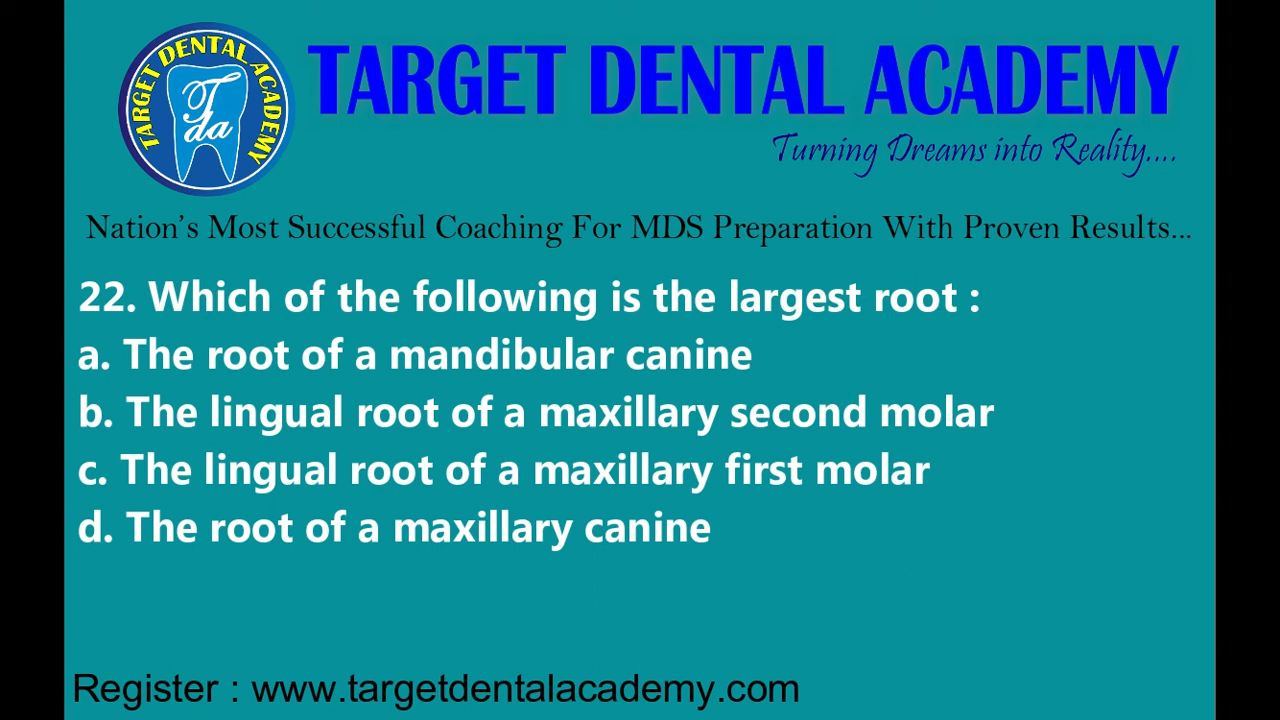 TARGET DENTAL ACADEMY
T
da
TARGET DENTAL ACADEMY
Turning Dreams into Reality....
Nation's Most Successful Coaching For MDS Preparation With Proven Results...
22. Which of the following is the largest root :
a. The root of a mandibular canine
b. The lingual root of a maxillary second molar
c. The lingual root of a maxillary first molar
d. The root of a maxillary canine
Register : www.targetdentalacademy.com